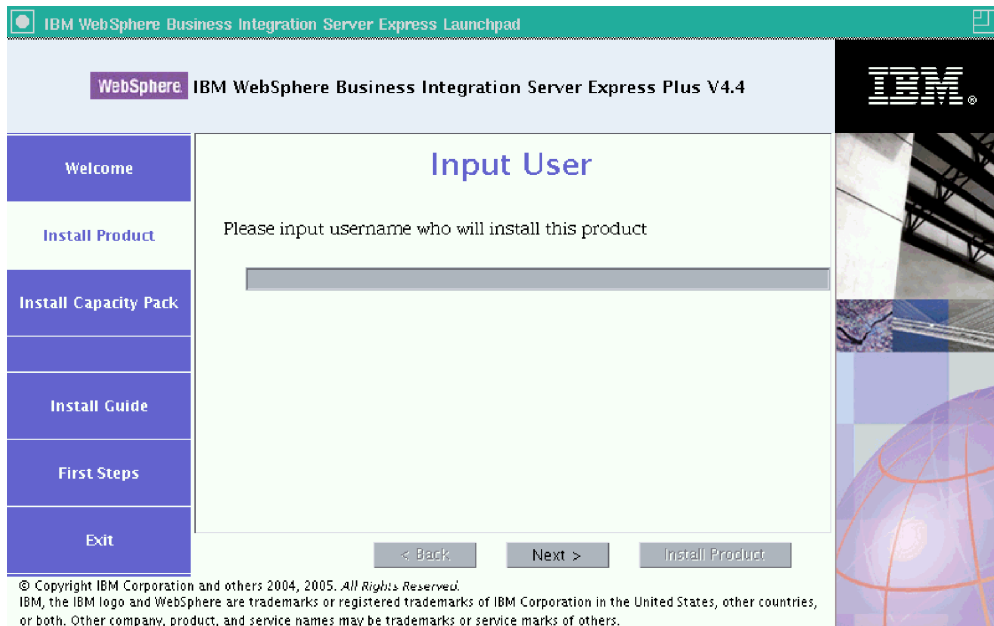 IBM WebSphere Business Integration Server Express Launchpad
WebSphere. IBM WebSphere Business Integration Server Express Plus V4.4
IBM®
Welcome
Install Product
Install Capacity Pack
Install Guide
First Steps
Exit
Input User
Please input username who will install this product
< Back
Next >
Install Product
© Copyright IBM Corporation and others 2004, 2005. All Rights Reserved.
IBM, the IBM logo and WebSphere are trademarks or registered trademarks of IBM Corporation in the United States, other countries,
or both. Other company, product, and service names may be trademarks or service marks of others.